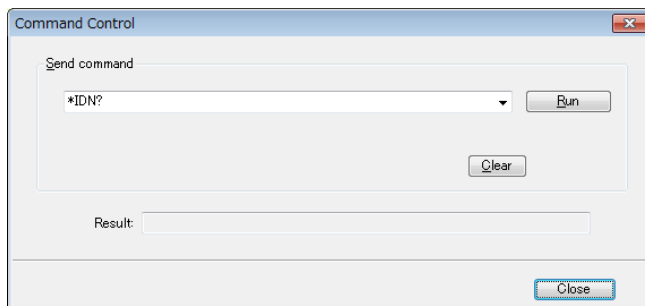 Command Control
Send command
*IDN?
Run
Clear
Result:
Close